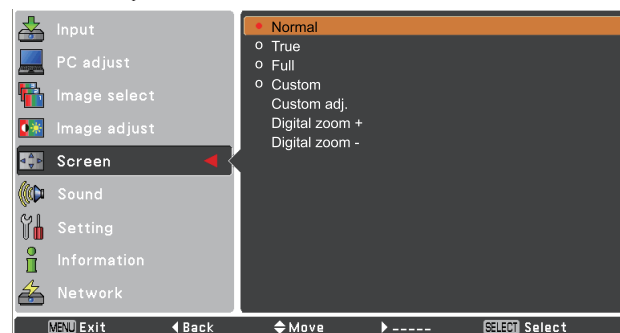 Input
PC adjust
Image select
Image adjust
Screen
Sound
Setting
Information
Network
Normal
True
Full
Custom
Custom adj.
Digital zoom +
Digital zoom -
MENU Exit
Back
Move
-----
SELECT Select